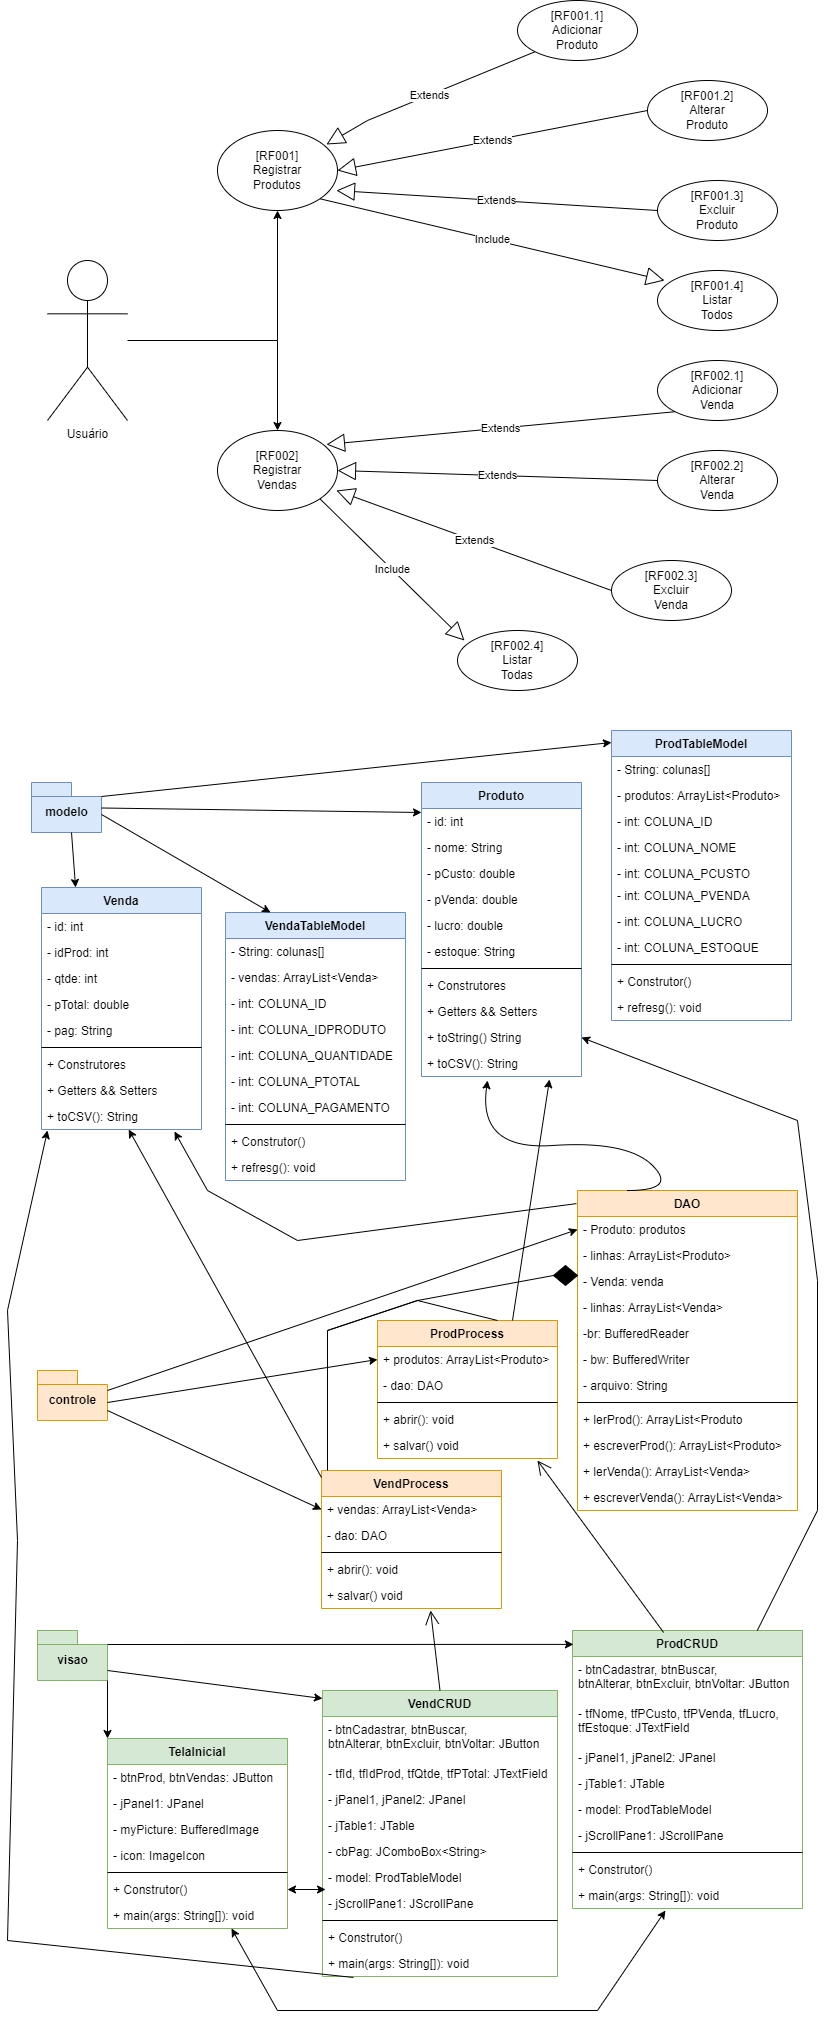 [RF001.1]
Adicionar
Produto
Extends
[RF001.2]
Alterar
Produto
Extends
[RF001]
Registrar
Produtos
Extends
[RF001.3]
Excluir
Produto
Include
[RF001.4]
Listar
Todos
Usuário
[RF002.1]
Adicionar
Venda
Extends
[RF002]
Registrar
Vendas
Extends
[RF002.2]
Alterar
Venda
Extends
[RF002.3]
Excluir
Venda
Include
[RF002.4]
Listar
Todas
modelo
ProdTableModel
- String: colunas[]
- produtos: ArrayList<Produto>
- int: COLUNA_ID
- int: COLUNA_NOME
- int: COLUNA_PCUSTO
- int: COLUNA_PVENDA
- int: COLUNA_LUCRO
- int: COLUNA_ESTOQUE
+ Construtor()
+ refresg(): void
Produto
- id: int
- nome: String
- pCusto: double
- pVenda: double
- lucro: double
- estoque: String
+ Construtores
+ Getters && Setters
+ toString() String
+ toCSV(): String
Venda
- id: int
- idProd: int
- qtde: int
- pTotal: double
- pag: String
+ Construtores
+ Getters && Setters
+ toCSV(): String
VendaTableModel
- String: colunas[]
- vendas: ArrayList<Venda>
- int: COLUNA_ID
- int: COLUNA_IDPRODUTO
- int: COLUNA_QUANTIDADE
- int: COLUNA_PTOTAL
- int: COLUNA_PAGAMENTO
+ Construtor()
+ refresg(): void
DAO
- Produto: produtos
- linhas: ArrayList<Produto>
- Venda: venda
- linhas: ArrayList<Venda>
-br: BufferedReader
- bw: BufferedWriter
- arquivo: String
+ lerProd(): ArrayList<Produto
+ escreverProd(): ArrayList<Produto>
+ lerVenda(): ArrayList<Venda>
+ escreverVenda(): ArrayList<Venda>
ProdProcess
+ produtos: ArrayList<Produto>
- dao: DAO
+ abrir(): void
+ salvar() void
controle
VendProcess
+ vendas: ArrayList<Venda>
- dao: DAO
+ abrir(): void
+ salvar() void
visao
ProdCRUD
- btnCadastrar, btnBuscar,
btnAlterar, btnExcluir, btnVoltar: JButton
- tfNome, tfPCusto, tfPVenda, tfLucro,
tfEstoque: JTextField
- jPanel1, jPanel2: JPanel
- jTable1: JTable
- model: ProdTableModel
- jScrollPane1: JScrollPane
+ Construtor()
+ main(args: String[]): void
VendCRUD
- btnCadastrar, btnBuscar,
btnAlterar, btnExcluir, btnVoltar: JButton
- tfId, tfIdProd, tfQtde, tfPTotal: JTextField
- jPanel1, jPanel2: JPanel
- jTable1: JTable
- cbPag: JComboBox<String>
- model: ProdTableModel
- jScrollPane1: JScrollPane
+ Construtor()
+ main(args: String[]): void
TelaInicial
- btnProd, btnVendas: JButton
- jPanel1: JPanel
- myPicture: BufferedImage
- icon: ImageIcon
+ Construtor()
+ main(args: String[]): void